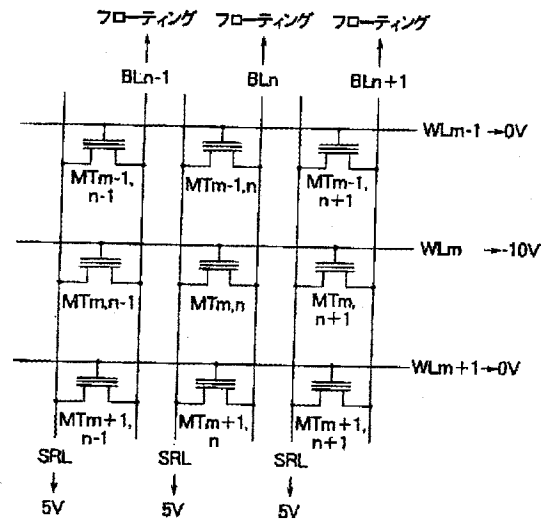 フローティング フローティング フローティング
BLn-1 BLn BLn+1
WLm-1→0V
MTm-1,
n-1
MTm-1,n
MTm-1,
n+1
WLm →-10V
MTm,n-1
MTm,n
MTm,
n+1
WLm+1→0V
MTm+1,
n-1
MTm+1,
n
MTm+1,
n+1
SRL SRL SRL
5V 5V 5V